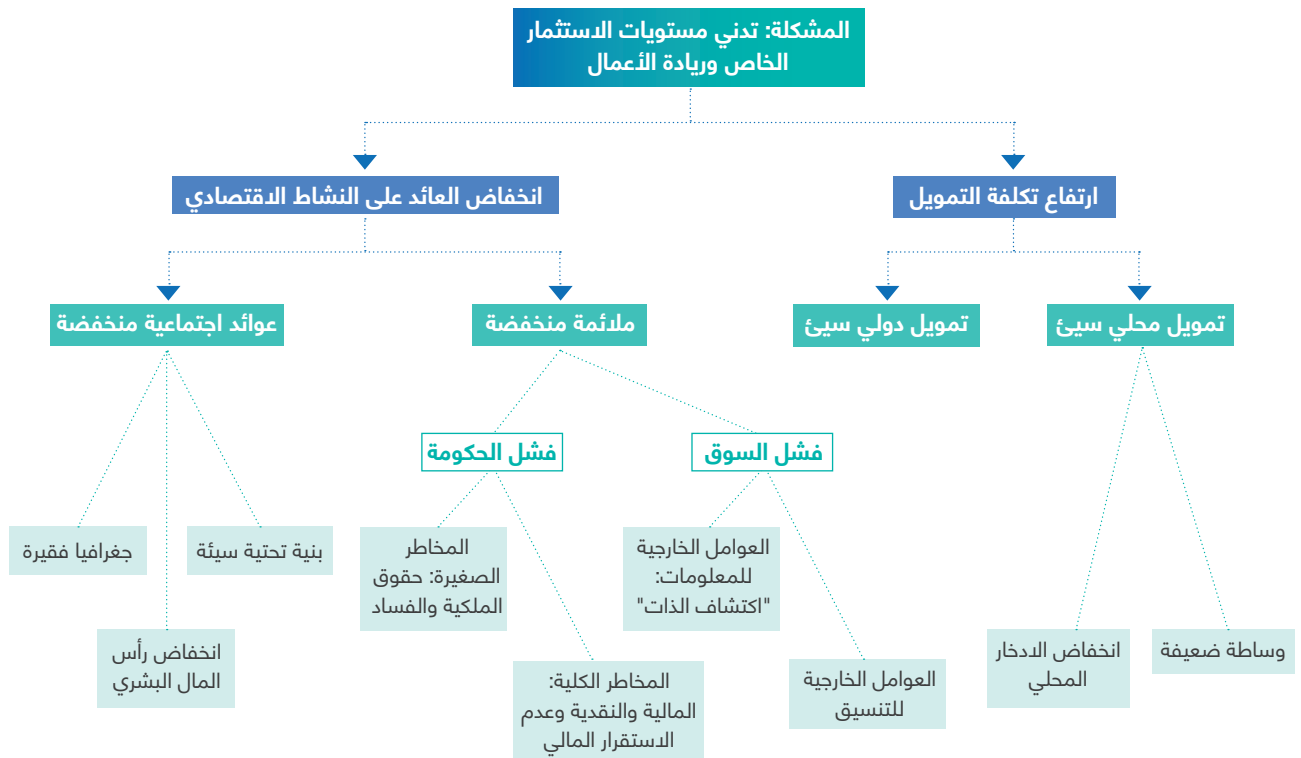 المشكلة: تدني مستويات الاستثمار
الخاص وريادة الأعمال
ارتفاع تكلفة التمويل
انخفاض العائد على النشاط الاقتصادي
تمويل محلي سيئ
تمويل دولي سيئ
ملائمة منخفضة
عوائد اجتماعية منخفضة
فشل السوق
فشل الحكومة
العوامل الخارجية
للمعلومات:
"اكتشاف الذات"
المخاطر
الصغيرة: حقوق
الملكية والفساد
بنية تحتية سيئة
جغرافيا فقيرة
وساطة ضعيفة
انخفاض الادخار
المحلي
العوامل الخارجية
للتنسيق
المخاطر الكلية:
المالية والنقدية وعدم
الاستقرار المالي
انخفاض رأس
المال البشري